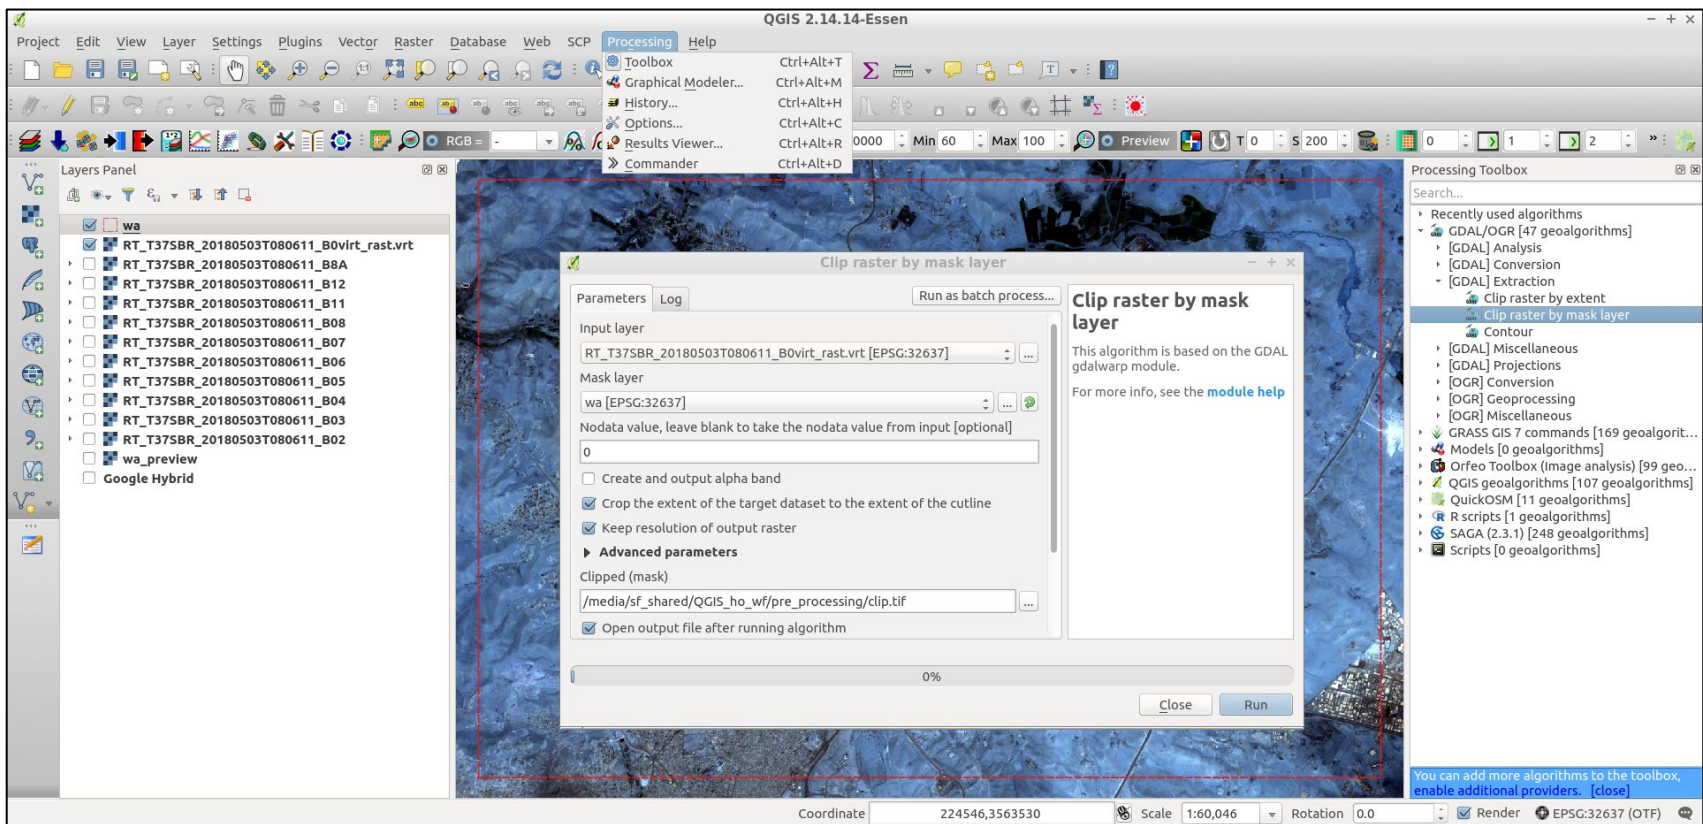 QGIS 2.14.14-Essen
Project Edit View Layer Settings Plugins Vector Raster Database Web SCP Processing Help
Toolbox Ctrl+Alt+T
Graphical Modeler... Ctrl+Alt+M
History... Ctrl+Alt+H
Options... Ctrl+Alt+C
Results Viewer... Ctrl+Alt+R
Commander Ctrl+Alt+D
RGB = -
0000 Min 60 Max 100 Preview T 0 S 200 0 1 2 »
Layers Panel
wa
RT_T37SBR_20180503T080611_B0virt_rast.vrt
RT_T37SBR_20180503T080611_B8A
RT_T37SBR_20180503T080611_B12
RT_T37SBR_20180503T080611_B11
RT_T37SBR_20180503T080611_B08
RT_T37SBR_20180503T080611_B07
RT_T37SBR_20180503T080611_B06
RT_T37SBR_20180503T080611_B05
RT_T37SBR_20180503T080611_B04
RT_T37SBR_20180503T080611_B03
RT_T37SBR_20180503T080611_B02
wa_preview
Google Hybrid
Clip raster by mask layer
Parameters Log
Run as batch process...
Input layer
RT_T37SBR_20180503T080611_B0virt_rast.vrt [EPSG:32637]
...
Mask layer
wa [EPSG:32637]
...
Nodata value, leave blank to take the nodata value from input [optional]
0
Create and output alpha band
Crop the extent of the target dataset to the extent of the cutline
Keep resolution of output raster
Advanced parameters
Clipped (mask)
/media/sf_shared/QGIS_ho_wf/pre_processing/clip.tif
...
Open output file after running algorithm
Clip raster by mask
layer
This algorithm is based on the GDAL
gdalwarp module.
For more info, see the module help
0%
Close Run
Processing Toolbox
Search...
Recently used algorithms
GDAL/OGR [47 geoalgorithms]
[GDAL] Analysis
[GDAL] Conversion
[GDAL] Extraction
Clip raster by extent
Clip raster by mask layer
Contour
[GDAL] Miscellaneous
[GDAL] Projections
[OGR] Conversion
[OGR] Geoprocessing
[OGR] Miscellaneous
GRASS GIS 7 commands [169 geoalgorit...
Models [0 geoalgorithms]
Orfeo Toolbox (Image analysis) [99 geo...
QGIS geoalgorithms [107 geoalgorithms]
QuickOSM [11 geoalgorithms]
R scripts [1 geoalgorithms]
SAGA (2.3.1) [248 geoalgorithms]
Scripts [0 geoalgorithms]
You can add more algorithms to the toolbox,
enable additional providers. [close]
Coordinate 224546,3563530 Scale 1:60,046 Rotation 0.0 Render EPSG:32637 (OTF)